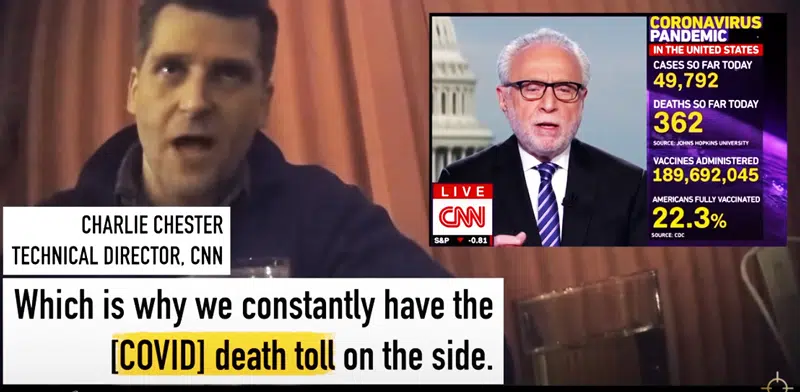 CHARLIE CHESTER
TECHNICAL DIRECTOR, CNN
Which is why we constantly have the
[COVID] death toll on the side.
LIVE
CNN
S&P ▼ -0.81
CORONAVIRUS
PANDEMIC
IN THE UNITED STATES
CASES SO FAR TODAY
49,792
DEATHS SO FAR TODAY
362
SOURCE: JOHNS HOPKINS UNIVERSITY
VACCINES ADMINISTERED
189,692,045
AMERICANS FULLY VACCINATED
22.3%
SOURCE: CDC